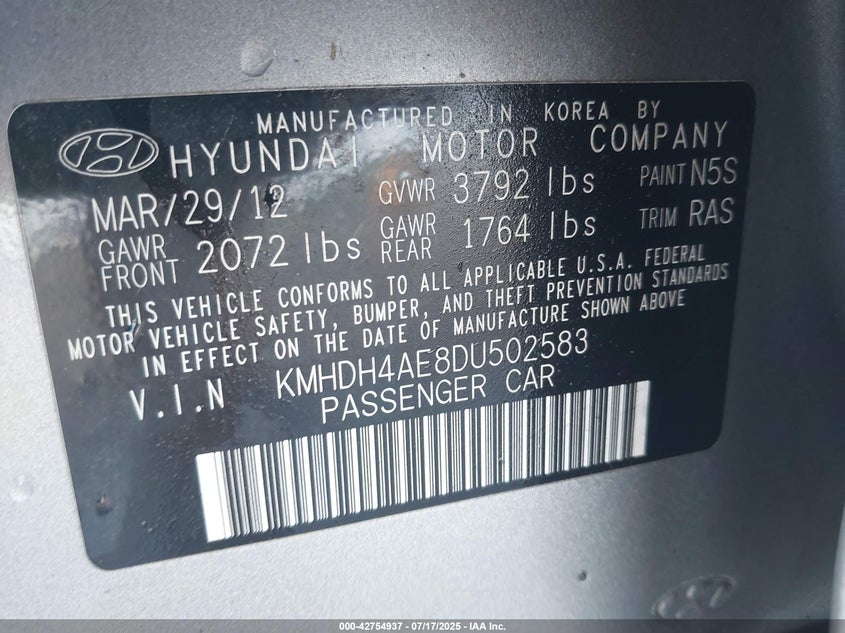 MANUFACTURED IN KOREA BY
HYUNDAI MOTOR COMPANY
MAR/29/12 GVWR 3792 lbs PAINT N5S
GAWR FRONT 2072 lbs GAWR REAR 1764 lbs TRIM RAS
THIS VEHICLE CONFORMS TO ALL APPLICABLE U.S.A. FEDERAL
MOTOR VEHICLE SAFETY, BUMPER, AND THEFT PREVENTION STANDARDS
IN EFFECT ON THE DATE OF MANUFACTURE SHOWN ABOVE
V.I.N KMHDH4AE8DU502583
PASSENGER CAR
000-42754937 - 07/17/2025 - IAA Inc.